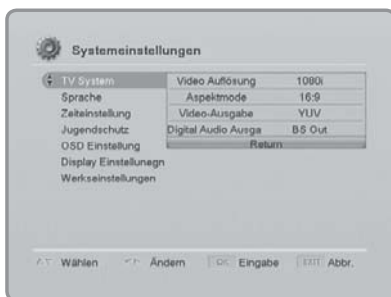 Systemeinstellungen
TV System Video Auflösung 1080i
Sprache Aspektmode 16:9
Zeiteinstellung Video-Ausgabe YUV
Jugendschutz Digital Audio Ausga BS Out
OSD Einstellung Return
Display Einstellunegn
Werkseinstellungen
Wählen Ändern OK Eingabe EXIT Abbr.